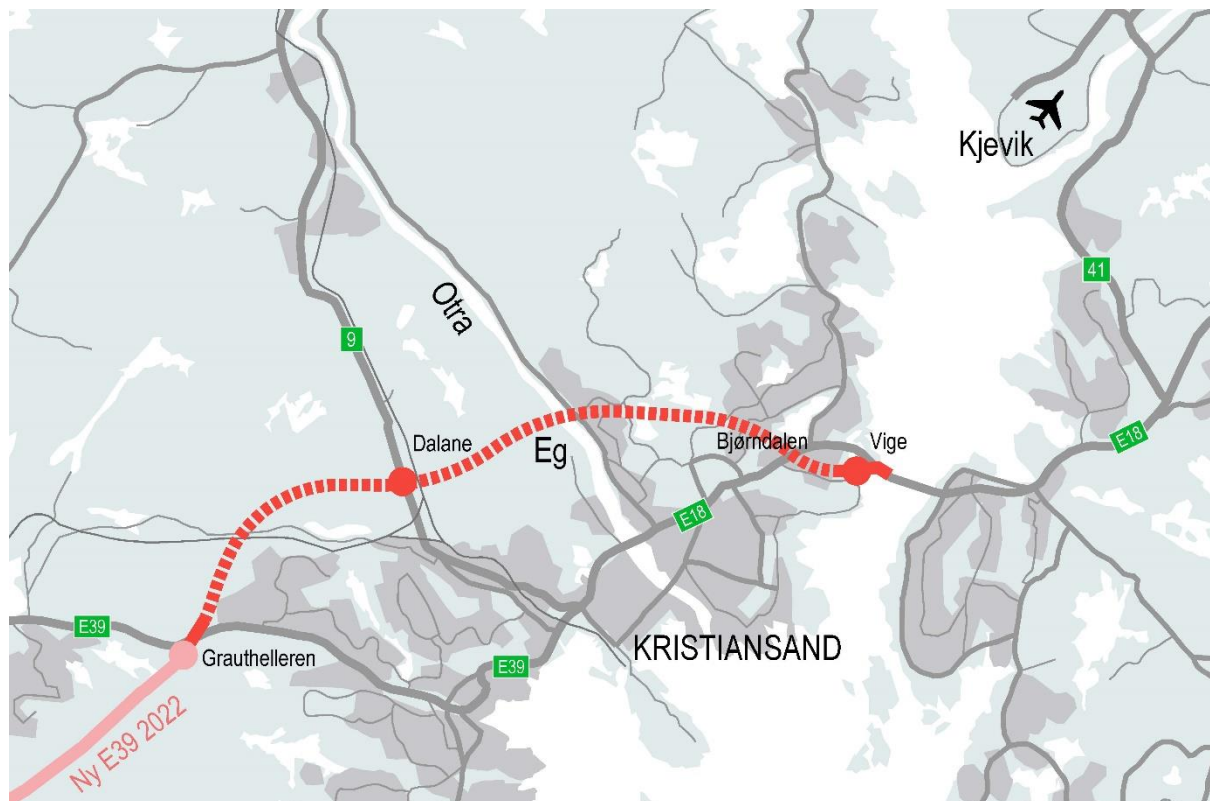 Kjevik
41
Otra
9
Dalane
Eg
Bjørndalen
Vige
E18
E18
E39
Grauthelleren
KRISTIANSAND
E39
Ny E39 2022